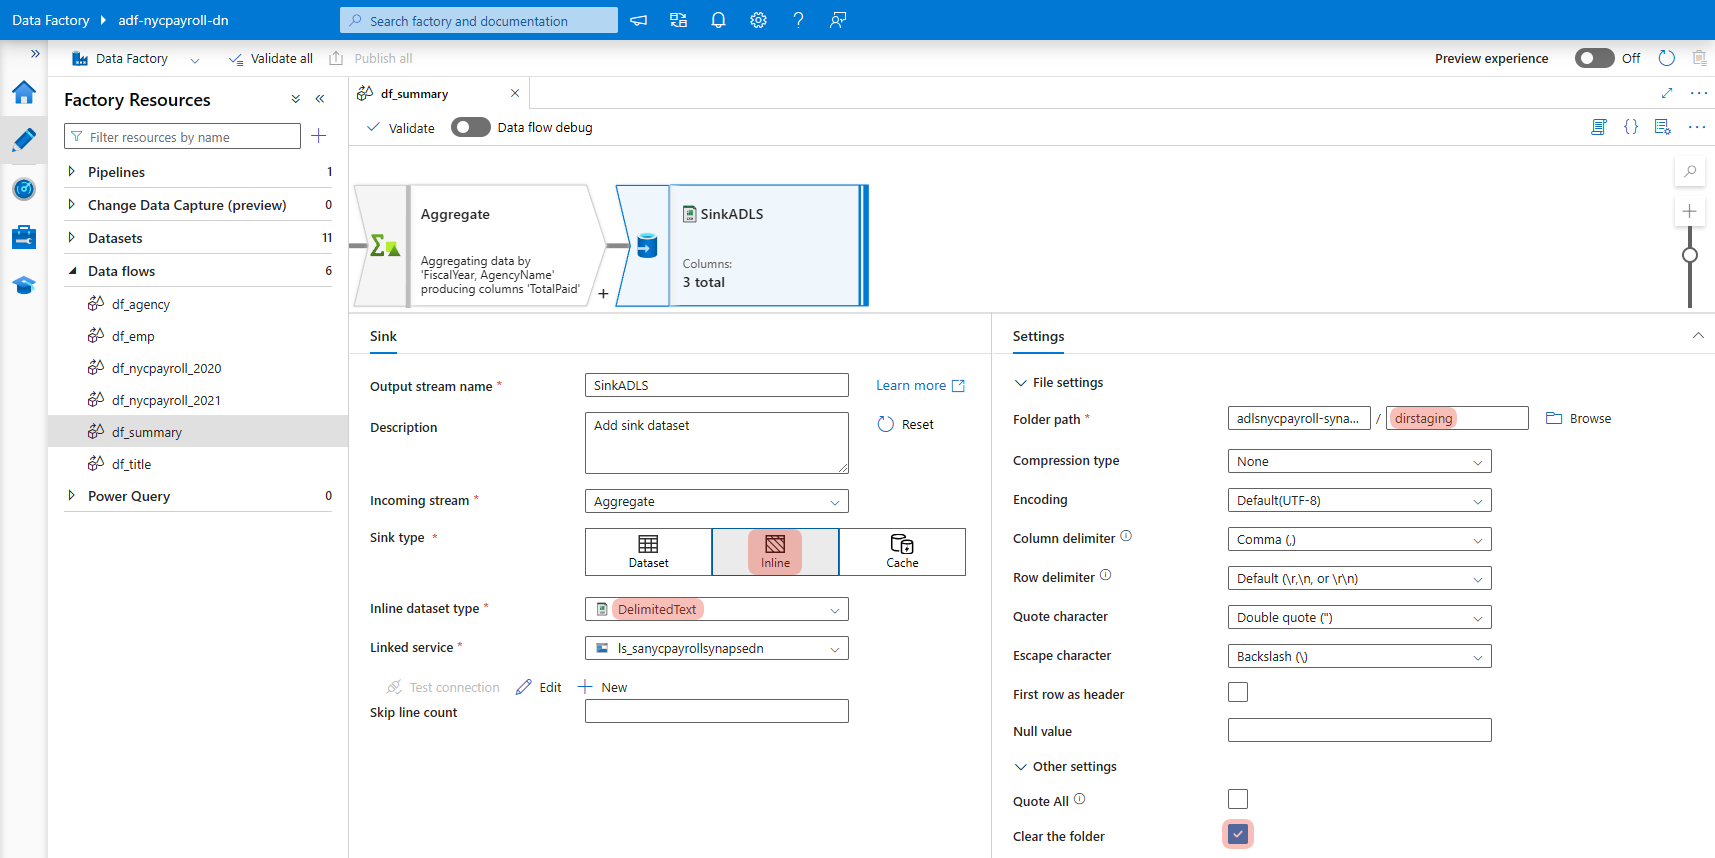 Data Factory adf-nycpayroll-dn Search factory and documentation
Data Factory Validate all Publish all Preview experience Off
Factory Resources
Filter resources by name
Pipelines 1
Change Data Capture (preview) 0
Datasets 11
Data flows 6
df_agency
df_emp
df_nycpayroll_2020
df_nycpayroll_2021
df_summary
df_title
Power Query 0
df_summary
Validate Data flow debug
Aggregate
Aggregating data by
'FiscalYear, AgencyName'
producing columns 'TotalPaid'
+
SinkADLS
Columns:
3 total
Sink
Output stream name * SinkADLS Learn more
Description Add sink dataset Reset
Incoming stream * Aggregate
Sink type * Dataset Inline Cache
Inline dataset type * DelimitedText
Linked service * ls_sanycpayrollsynapsedn
Test connection Edit New
Skip line count
Settings
File settings
Folder path * adlsnycpayroll-syna... / dirstaging Browse
Compression type None
Encoding Default(UTF-8)
Column delimiter Comma (,)
Row delimiter Default (\r,\n, or \r\n)
Quote character Double quote (")
Escape character Backslash (\)
First row as header
Null value
Other settings
Quote All
Clear the folder